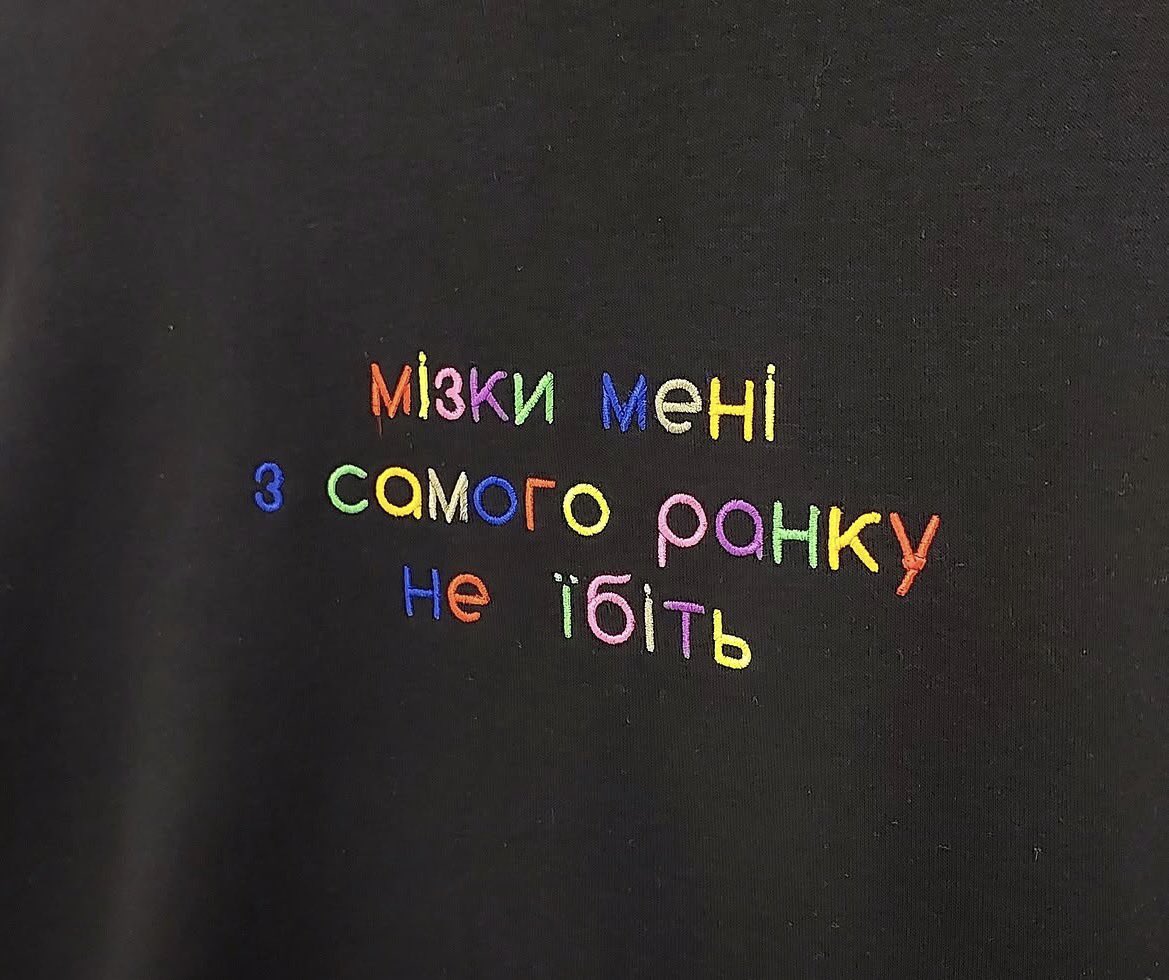 мізки мені
з самого ранку
не їбіть